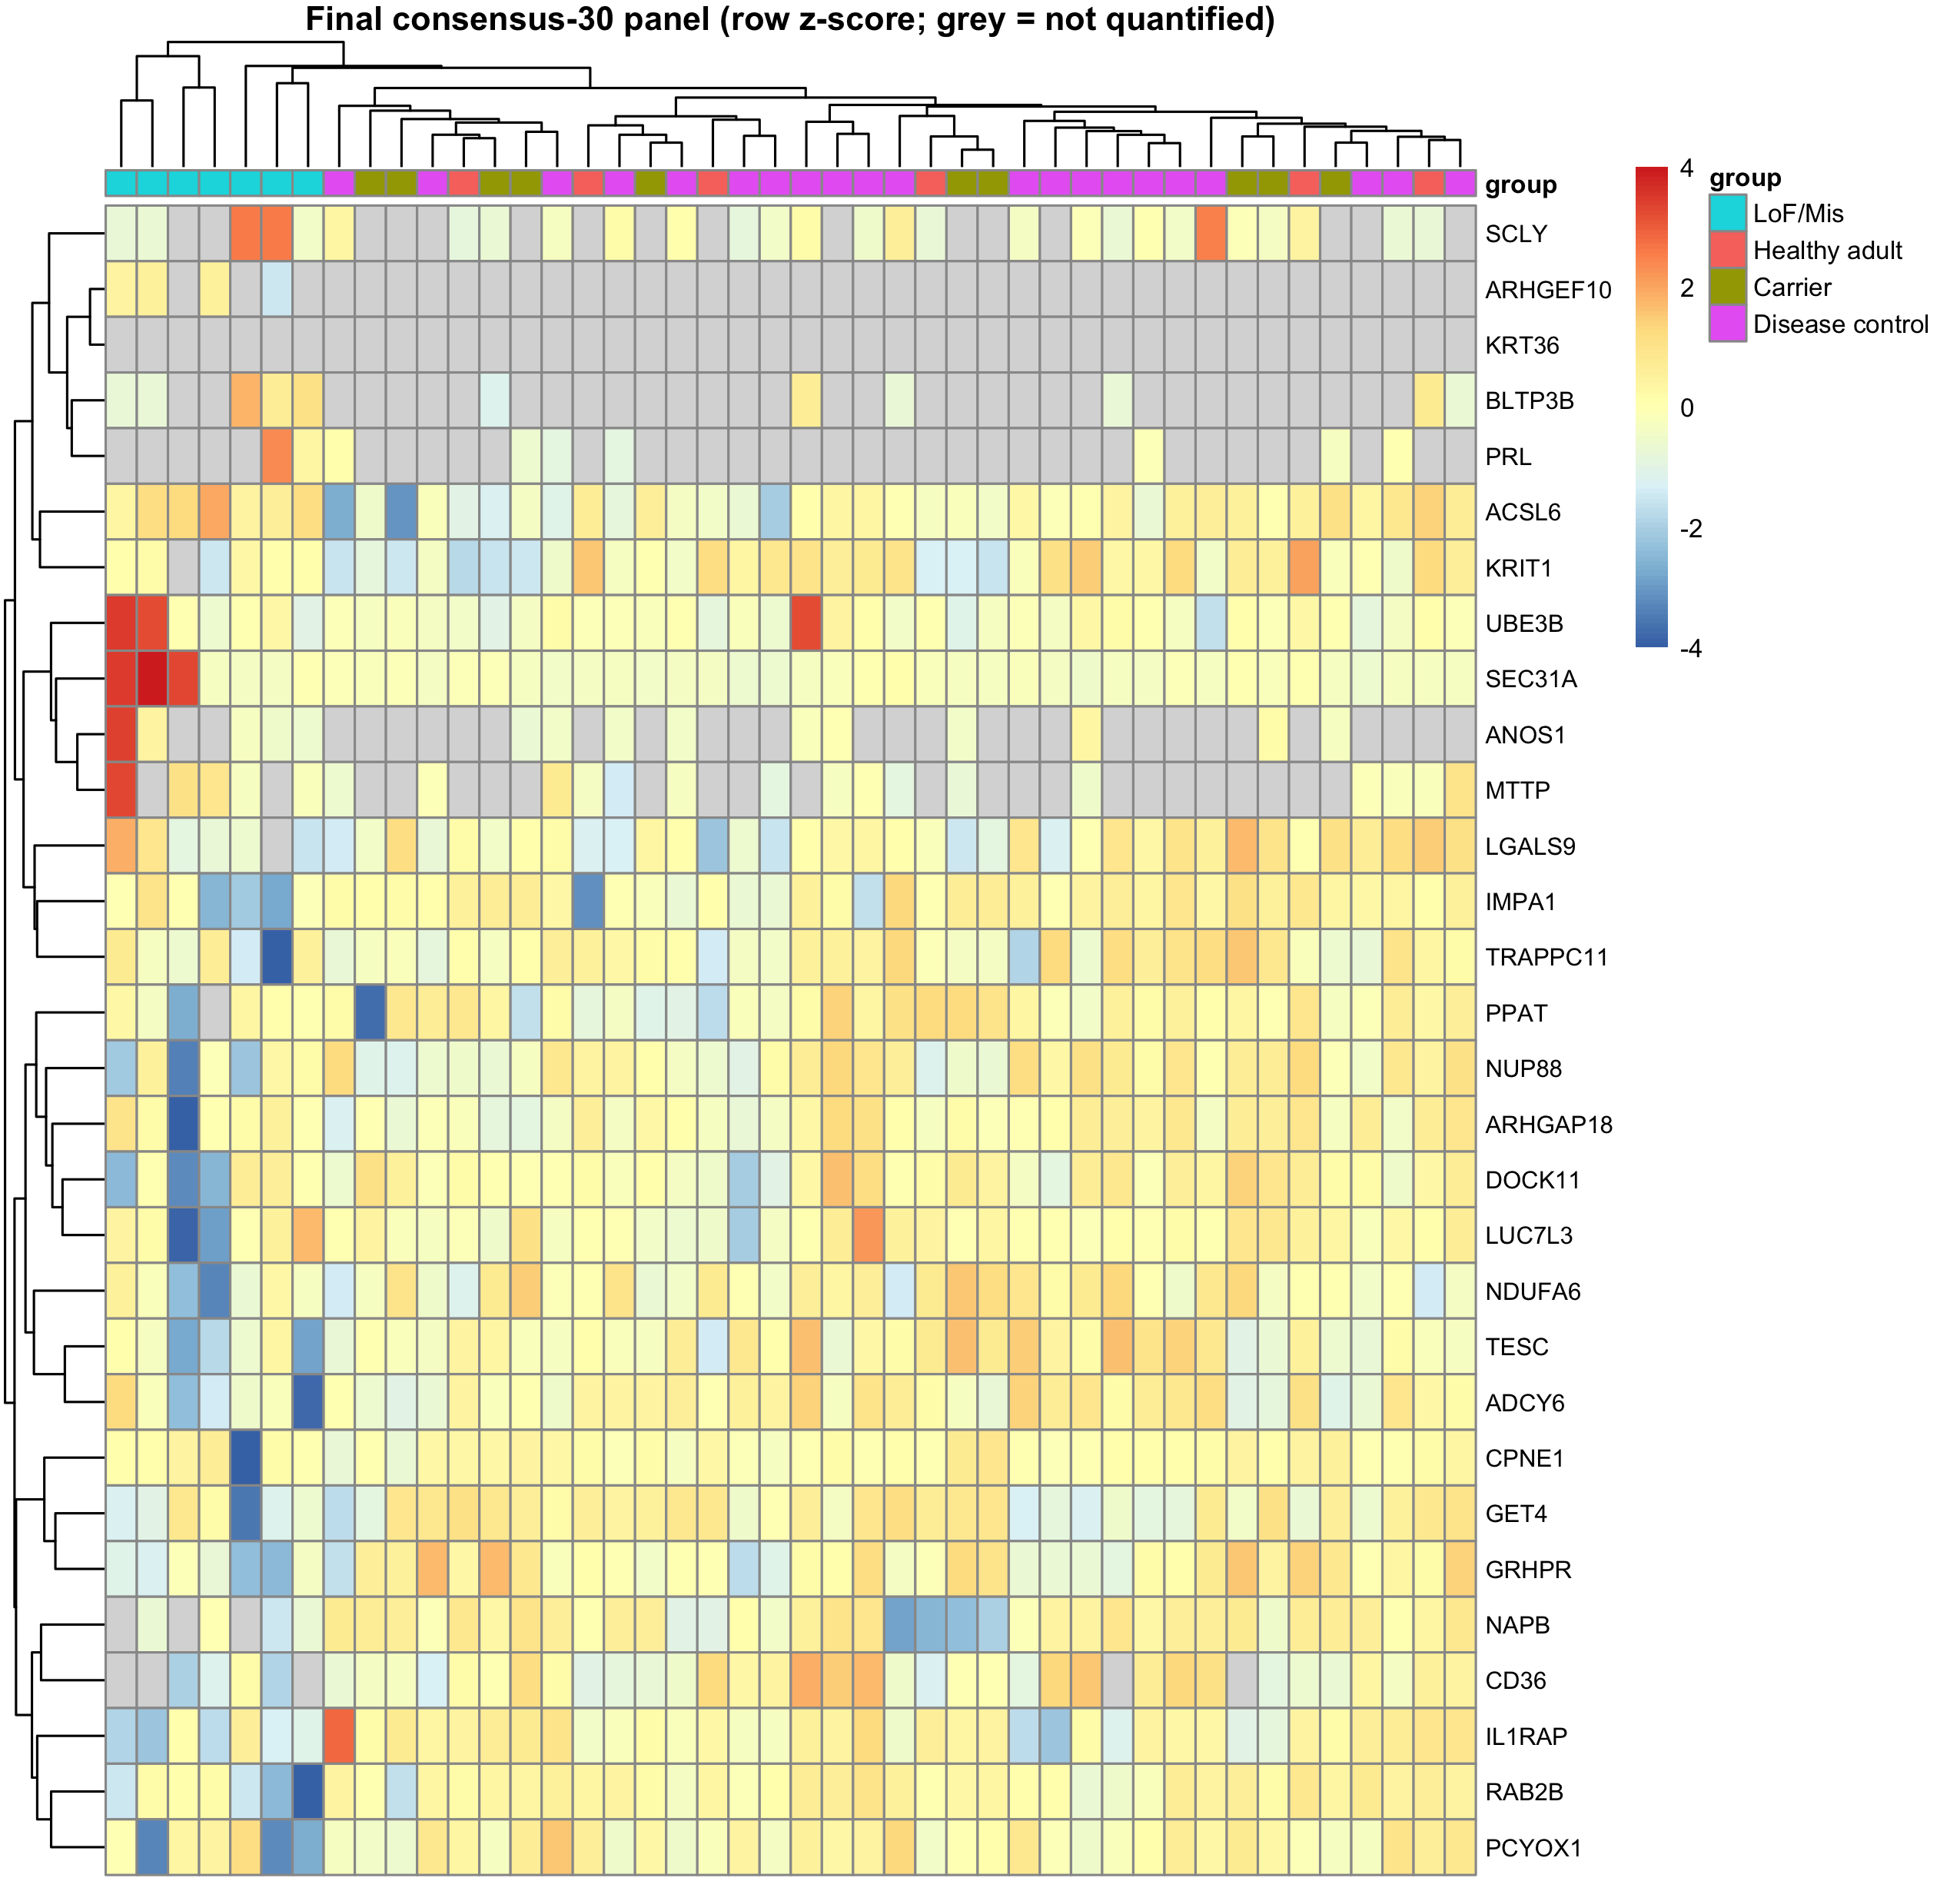 Final consensus-30 panel (row z-score; grey = not quantified)
group
SCLY
ARHGEF10
KRT36
BLTP3B
PRL
ACSL6
KRIT1
UBE3B
SEC31A
ANOS1
MTTP
LGALS9
IMPA1
TRAPPC11
PPAT
NUP88
ARHGAP18
DOCK11
LUC7L3
NDUFA6
TESC
ADCY6
CPNE1
GET4
GRHPR
NAPB
CD36
IL1RAP
RAB2B
PCYOX1
4
2
0
-2
-4
group
LoF/Mis
Healthy adult
Carrier
Disease control